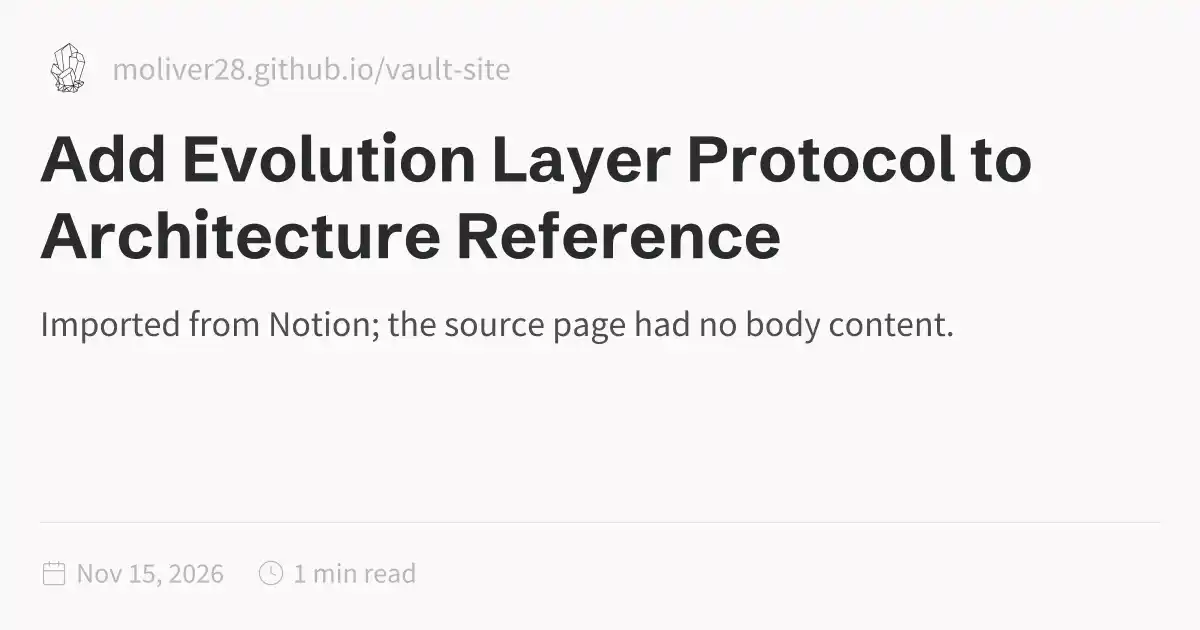 moliver28.github.io/vault-site
Add Evolution Layer Protocol to
Architecture Reference
Imported from Notion; the source page had no body content.
Nov 15, 2026 1 min read